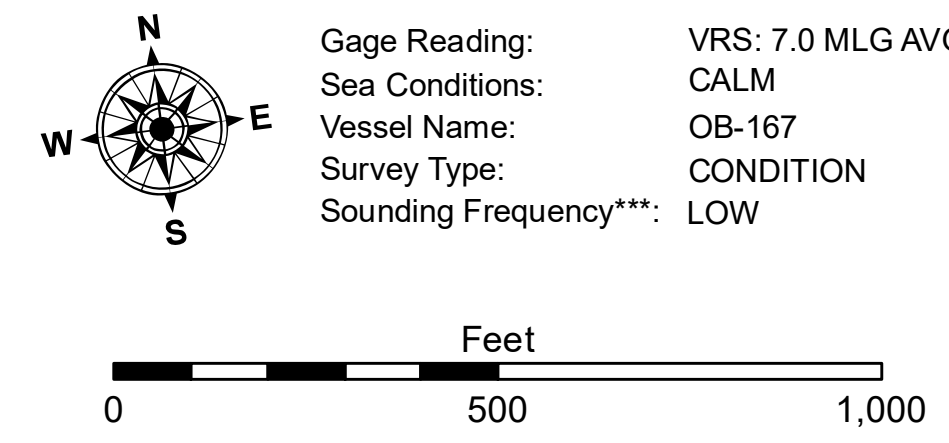 N
W E
S
Gage Reading: VRS: 7.0 MLG
Sea Conditions: CALM
Vessel Name: OB-167
Survey Type: CONDITION
Sounding Frequency***: LOW
Feet
0 500 1,000